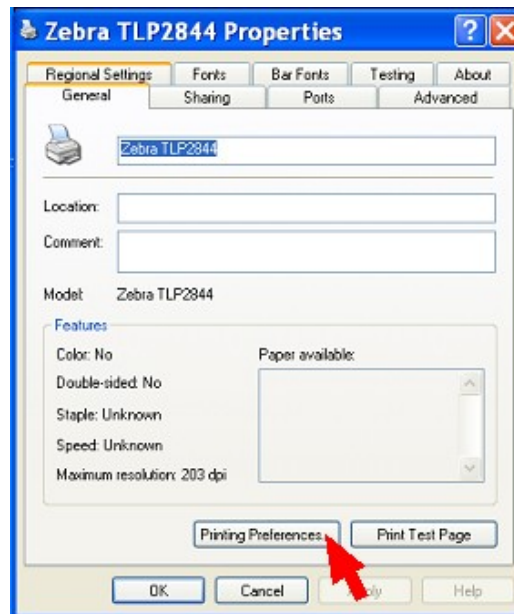 Zebra TLP2844 Properties
?
Regional Settings Fonts Bar Fonts Testing About
General Sharing Ports Advanced
Zebra TLP2844
Location:
Comment:
Model: Zebra TLP2844
Features
Color: No Paper available:
Double-sided: No
Staple: Unknown
Speed: Unknown
Maximum resolution: 203 dpi
Printing Preferences... Print Test Page
OK Cancel Help